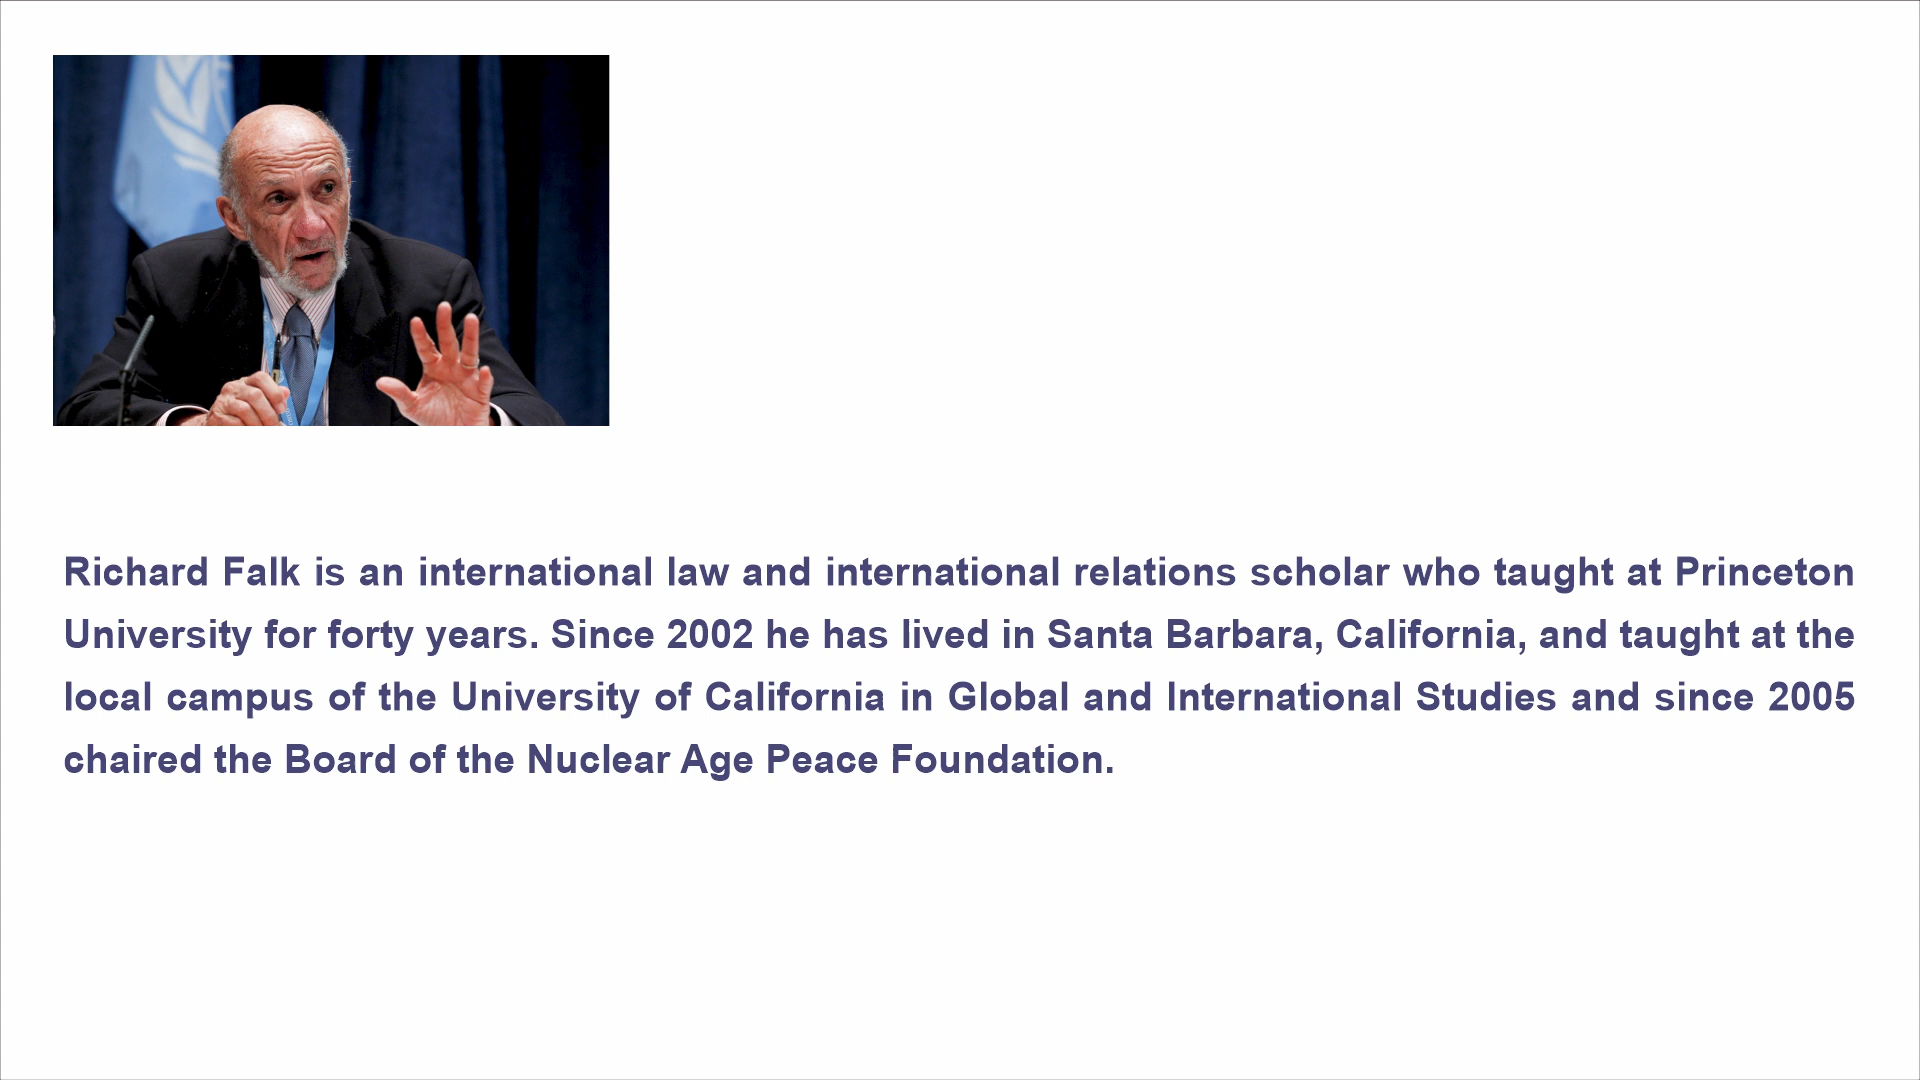 Richard Falk is an international law and international relations scholar who taught at Princeton
University for forty years. Since 2002 he has lived in Santa Barbara, California, and taught at the
local campus of the University of California in Global and International Studies and since 2005
chaired the Board of the Nuclear Age Peace Foundation.